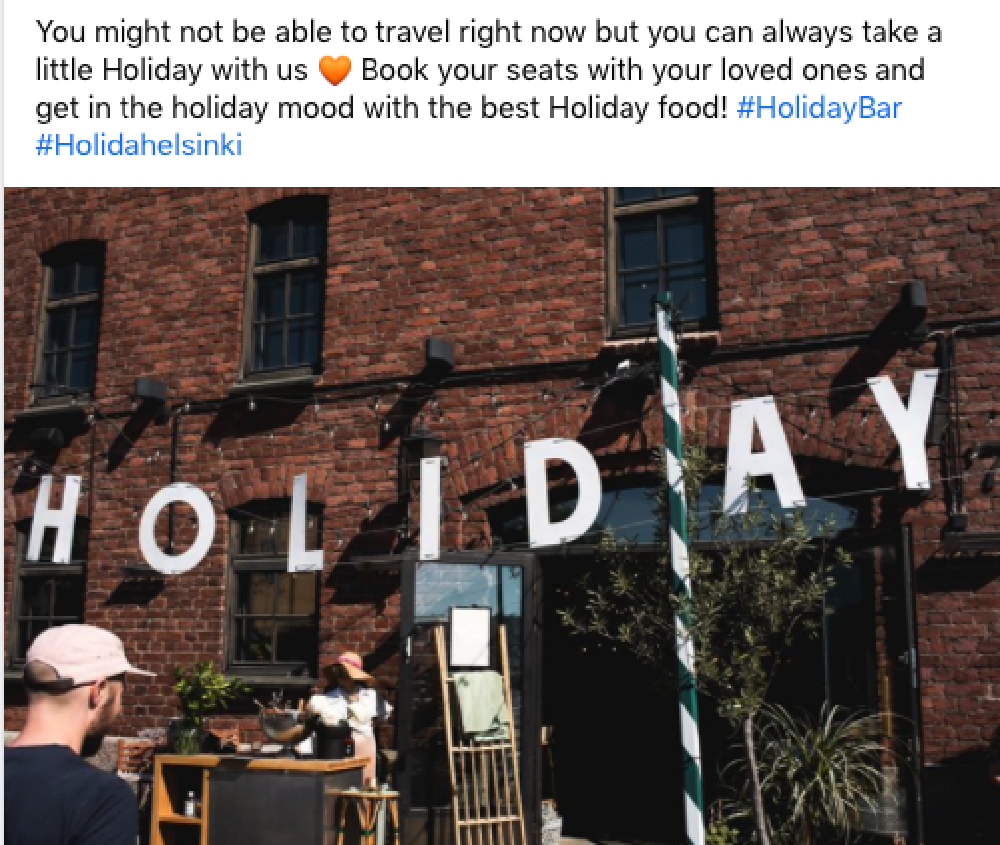 You might not be able to travel right now but you can always take a
little Holiday with us 🧡 Book your seats with your loved ones and
get in the holiday mood with the best Holiday food! #HolidayBar
#Holidahelsinki
HOLIDAY